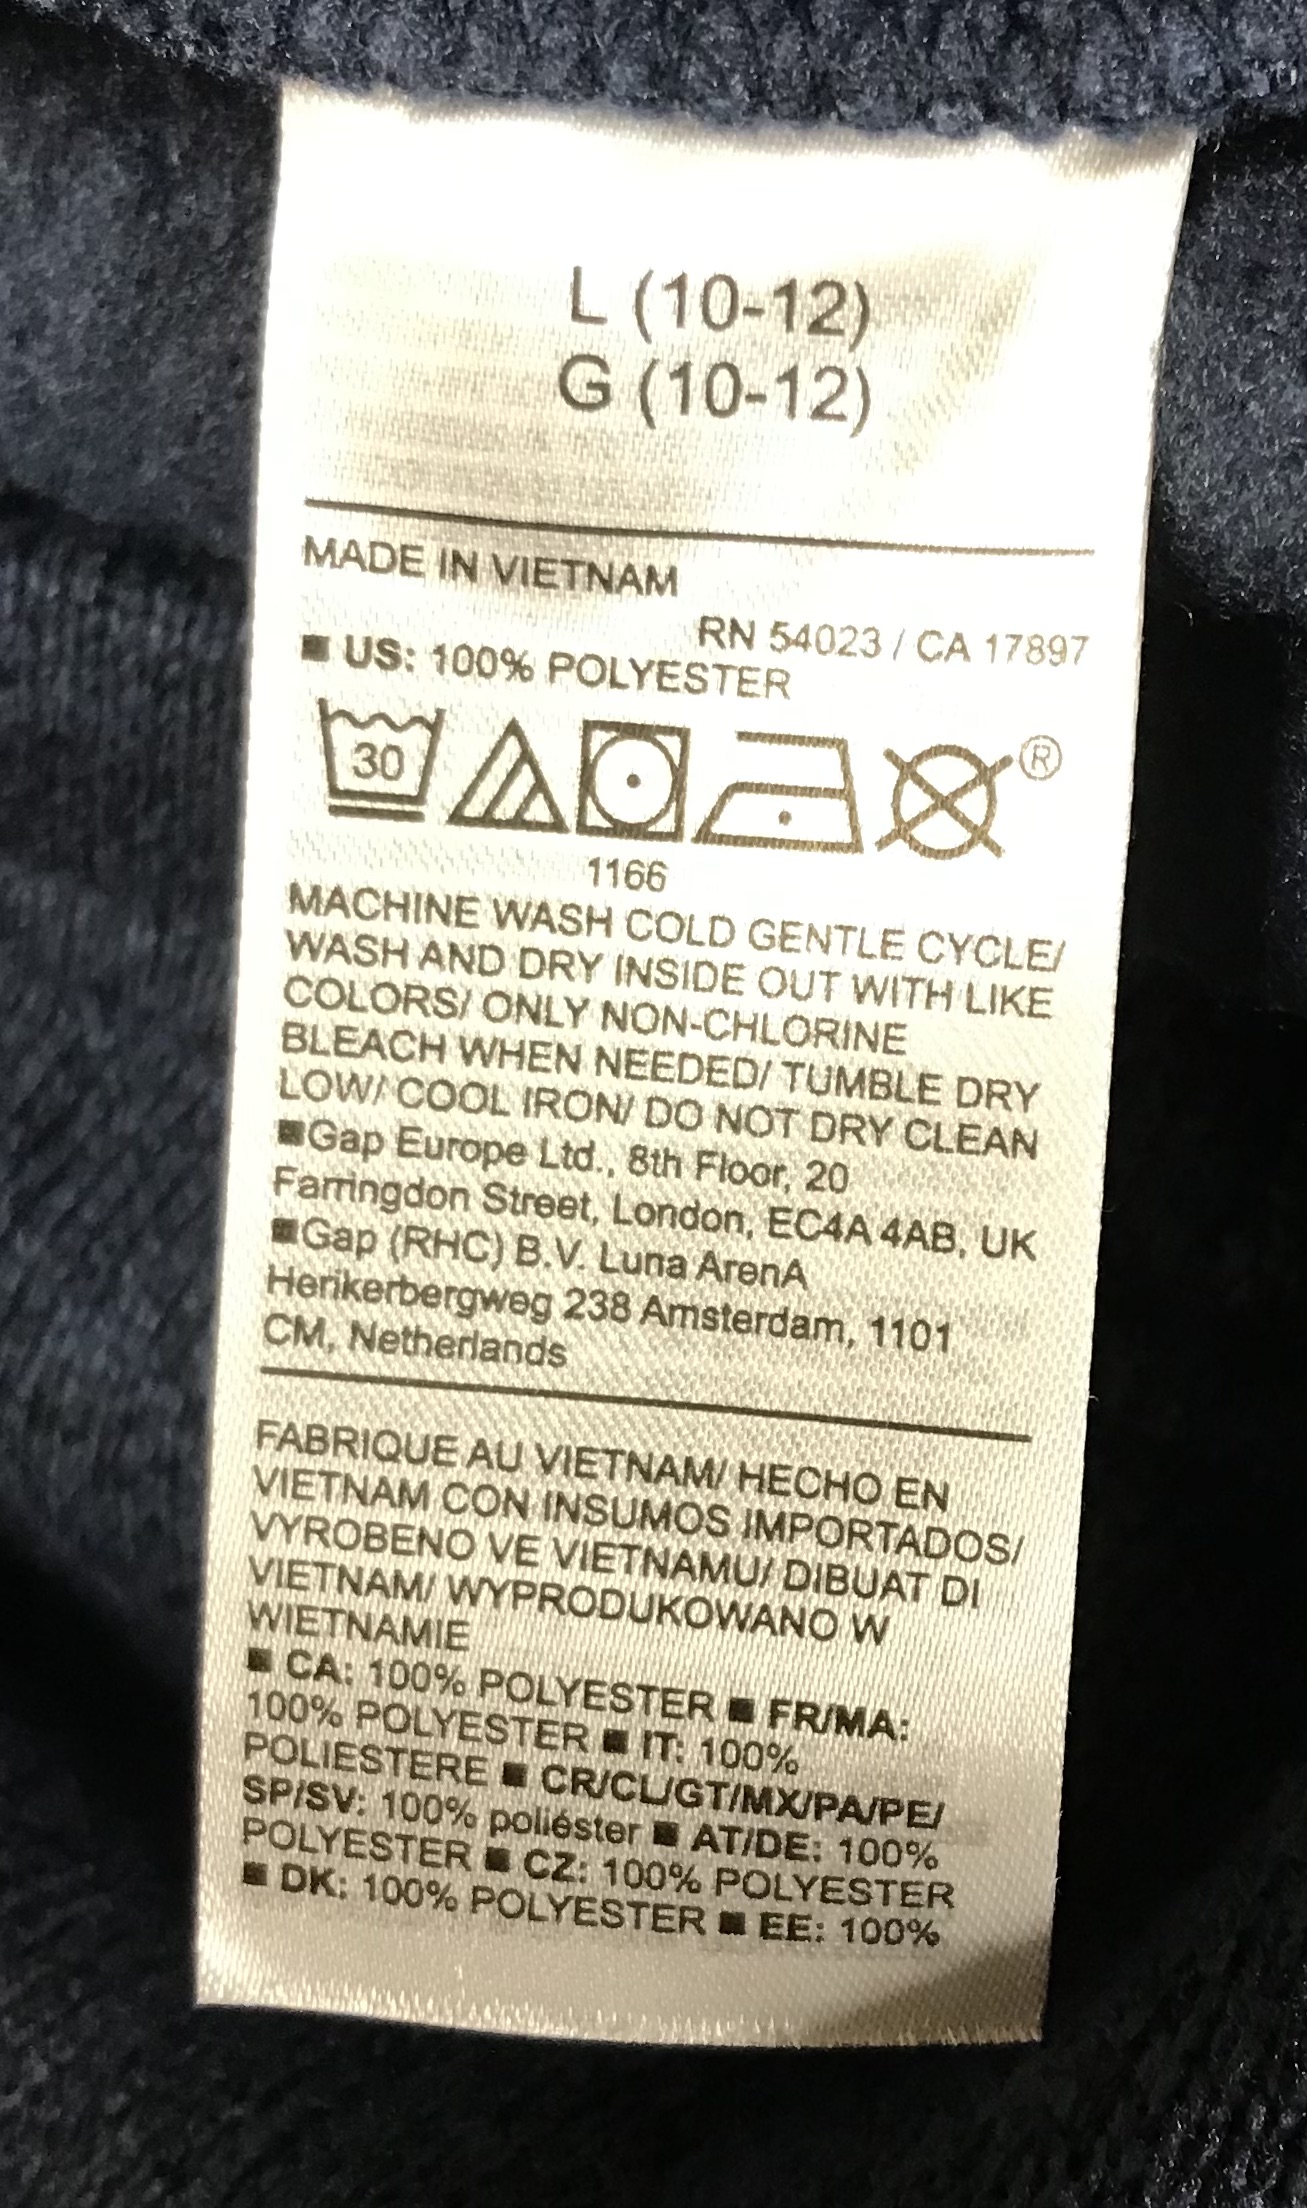 L (10-12)
G (10-12)
MADE IN VIETNAM
RN 54023 / CA 17897
■ US: 100% POLYESTER
30
®
1166
MACHINE WASH COLD GENTLE CYCLE/
WASH AND DRY INSIDE OUT WITH LIKE
COLORS/ ONLY NON-CHLORINE
BLEACH WHEN NEEDED/ TUMBLE DRY
LOW/ COOL IRON/ DO NOT DRY CLEAN
■Gap Europe Ltd., 8th Floor, 20
Farringdon Street, London, EC4A 4AB, UK
■Gap (RHC) B.V. Luna ArenA
Herikerbergweg 238 Amsterdam, 1101
CM, Netherlands
FABRIQUE AU VIETNAM/ HECHO EN
VIETNAM CON INSUMOS IMPORTADOS/
VYROBENO VE VIETNAMU/ DIBUAT DI
VIETNAM/ WYPRODUKOWANO W
WIETNAMIE
■ CA: 100% POLYESTER ■ FR/MA:
100% POLYESTER ■ IT: 100%
POLIESTERE ■ CR/CL/GT/MX/PA/PE/
SP/SV: 100% poliéster ■ AT/DE: 100%
POLYESTER ■ CZ: 100% POLYESTER
■ DK: 100% POLYESTER ■ EE: 100%